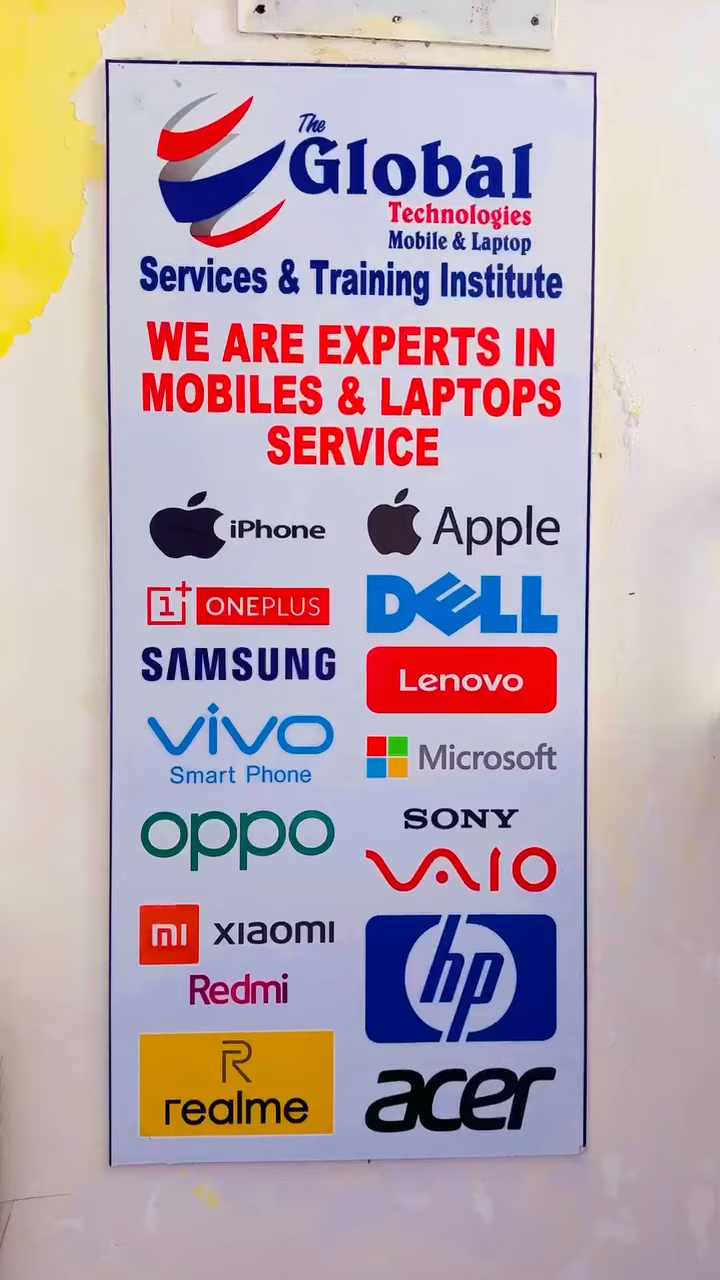 The
Global
Technologies
Mobile & Laptop
Services & Training Institute
WE ARE EXPERTS IN
MOBILES & LAPTOPS
SERVICE
iPhone
Apple
1+ ONEPLUS
DELL
SAMSUNG
Lenovo
vivo
Smart Phone
Microsoft
oppo
SONY
VAIO
mi xiaomi
Redmi
hp
R
realme
acer